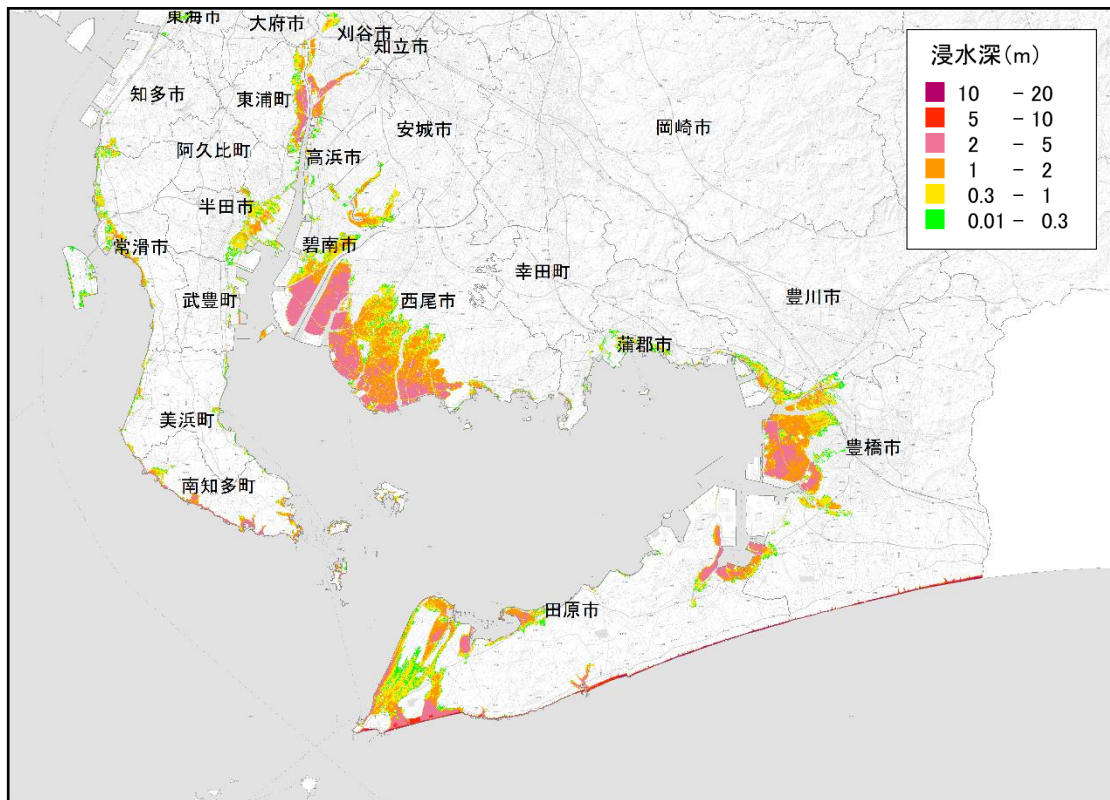 東海市
大府市
刈谷市
知立市
知多市
東浦町
安城市
岡崎市
阿久比町
高浜市
半田市
常滑市
碧南市
武豊町
西尾市
幸田町
豊川市
蒲郡市
美浜町
豊橋市
南知多町
田原市
浸水深(m)
10 - 20
5 - 10
2 - 5
1 - 2
0.3 - 1
0.01 - 0.3